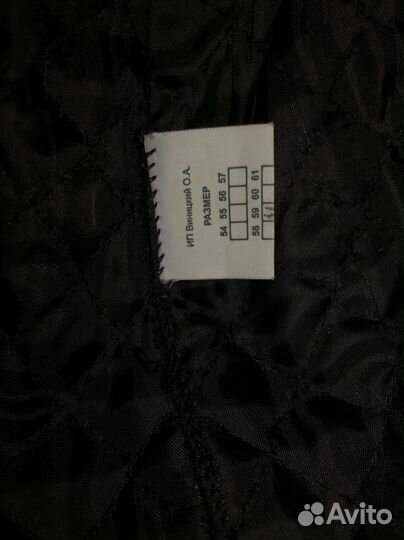 ИП Виницкий О.А.
РАЗМЕР
54 55 56 57
58 59 60 61
Avito